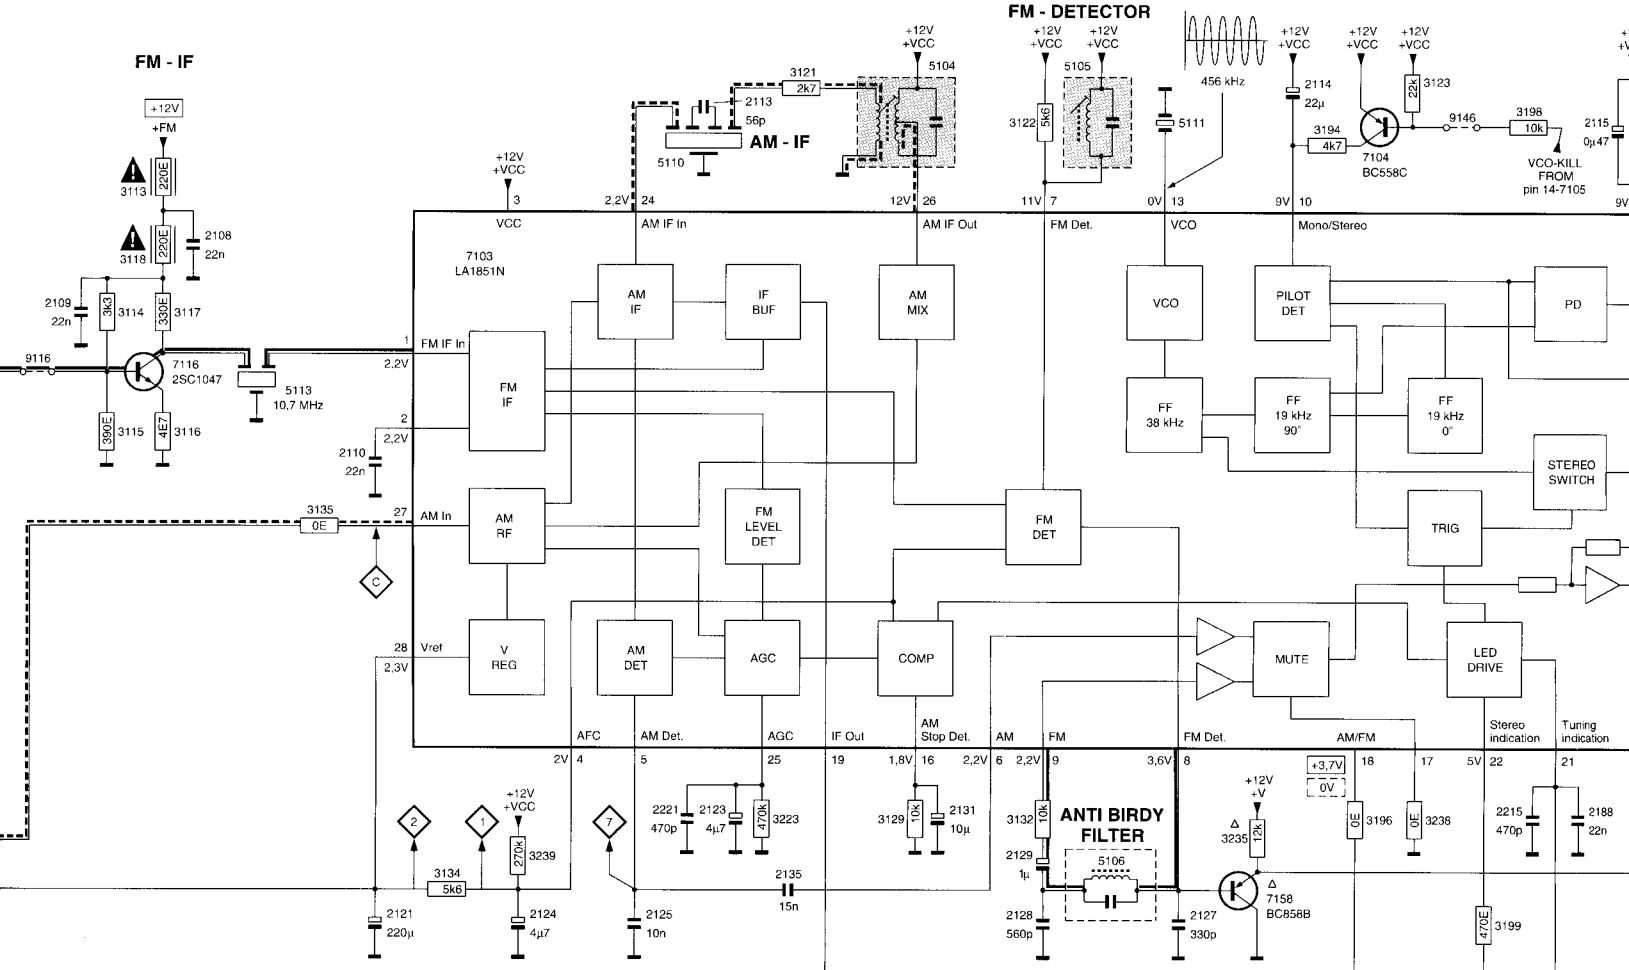 FM - DETECTOR
FM - IF
+12V
+FM
3113
220E
3118
220E
2108
22n
2109
22n
3k3
3114
330E
3117
9116
7116
2SC1047
5113
10,7 MHz
390E
3115
4E7
3116
3121
2k7
2113
56p
5110
AM - IF
+12V
+VCC
5104
+12V
+VCC
3122
5k6
+12V
+VCC
5105
456 kHz
5111
+12V
+VCC
2114
22µ
+12V
+VCC
+12V
+VCC
22k
3123
3194
4k7
7104
BC558C
9146
3198
10k
VCO-KILL
FROM
pin 14-7105
2115
0µ47
+12V
+VCC
3
VCC
2,2V
24
AM IF In
12V
26
AM IF Out
11V
7
FM Det.
0V
13
VCO
9V
10
Mono/Stereo
9V
7103
LA1851N
1
FM IF In
2,2V
2
2,2V
2110
22n
3135
0E
27
AM In
C
28
Vref
2,3V
AM
IF
IF
BUF
AM
MIX
VCO
PILOT
DET
PD
FM
IF
FF
38 kHz
FF
19 kHz
90°
FF
19 kHz
0°
STEREO
SWITCH
AM
RF
FM
LEVEL
DET
FM
DET
TRIG
V
REG
AM
DET
AGC
COMP
MUTE
LED
DRIVE
AFC
2V
4
AM Det.
5
AGC
25
IF Out
19
AM
Stop Det.
1,8V
16
AM
2,2V
6
FM
2,2V
9
FM Det.
3,6V
8
AM/FM
+3,7V
0V
18
17
Stereo
indication
5V
22
Tuning
indication
21
2
1
+12V
+VCC
270k
3239
3134
5k6
2121
220µ
2124
4µ7
7
2125
10n
2135
15n
2221
470p
2123
4µ7
470k
3223
3129
10k
2131
10µ
3132
10k
ANTI BIRDY
FILTER
2129
1µ
5106
2128
560p
2127
330p
+12V
+V
3235
12k
7158
BC858B
0E
3196
0E
3238
2215
470p
2188
22n
470E
3199